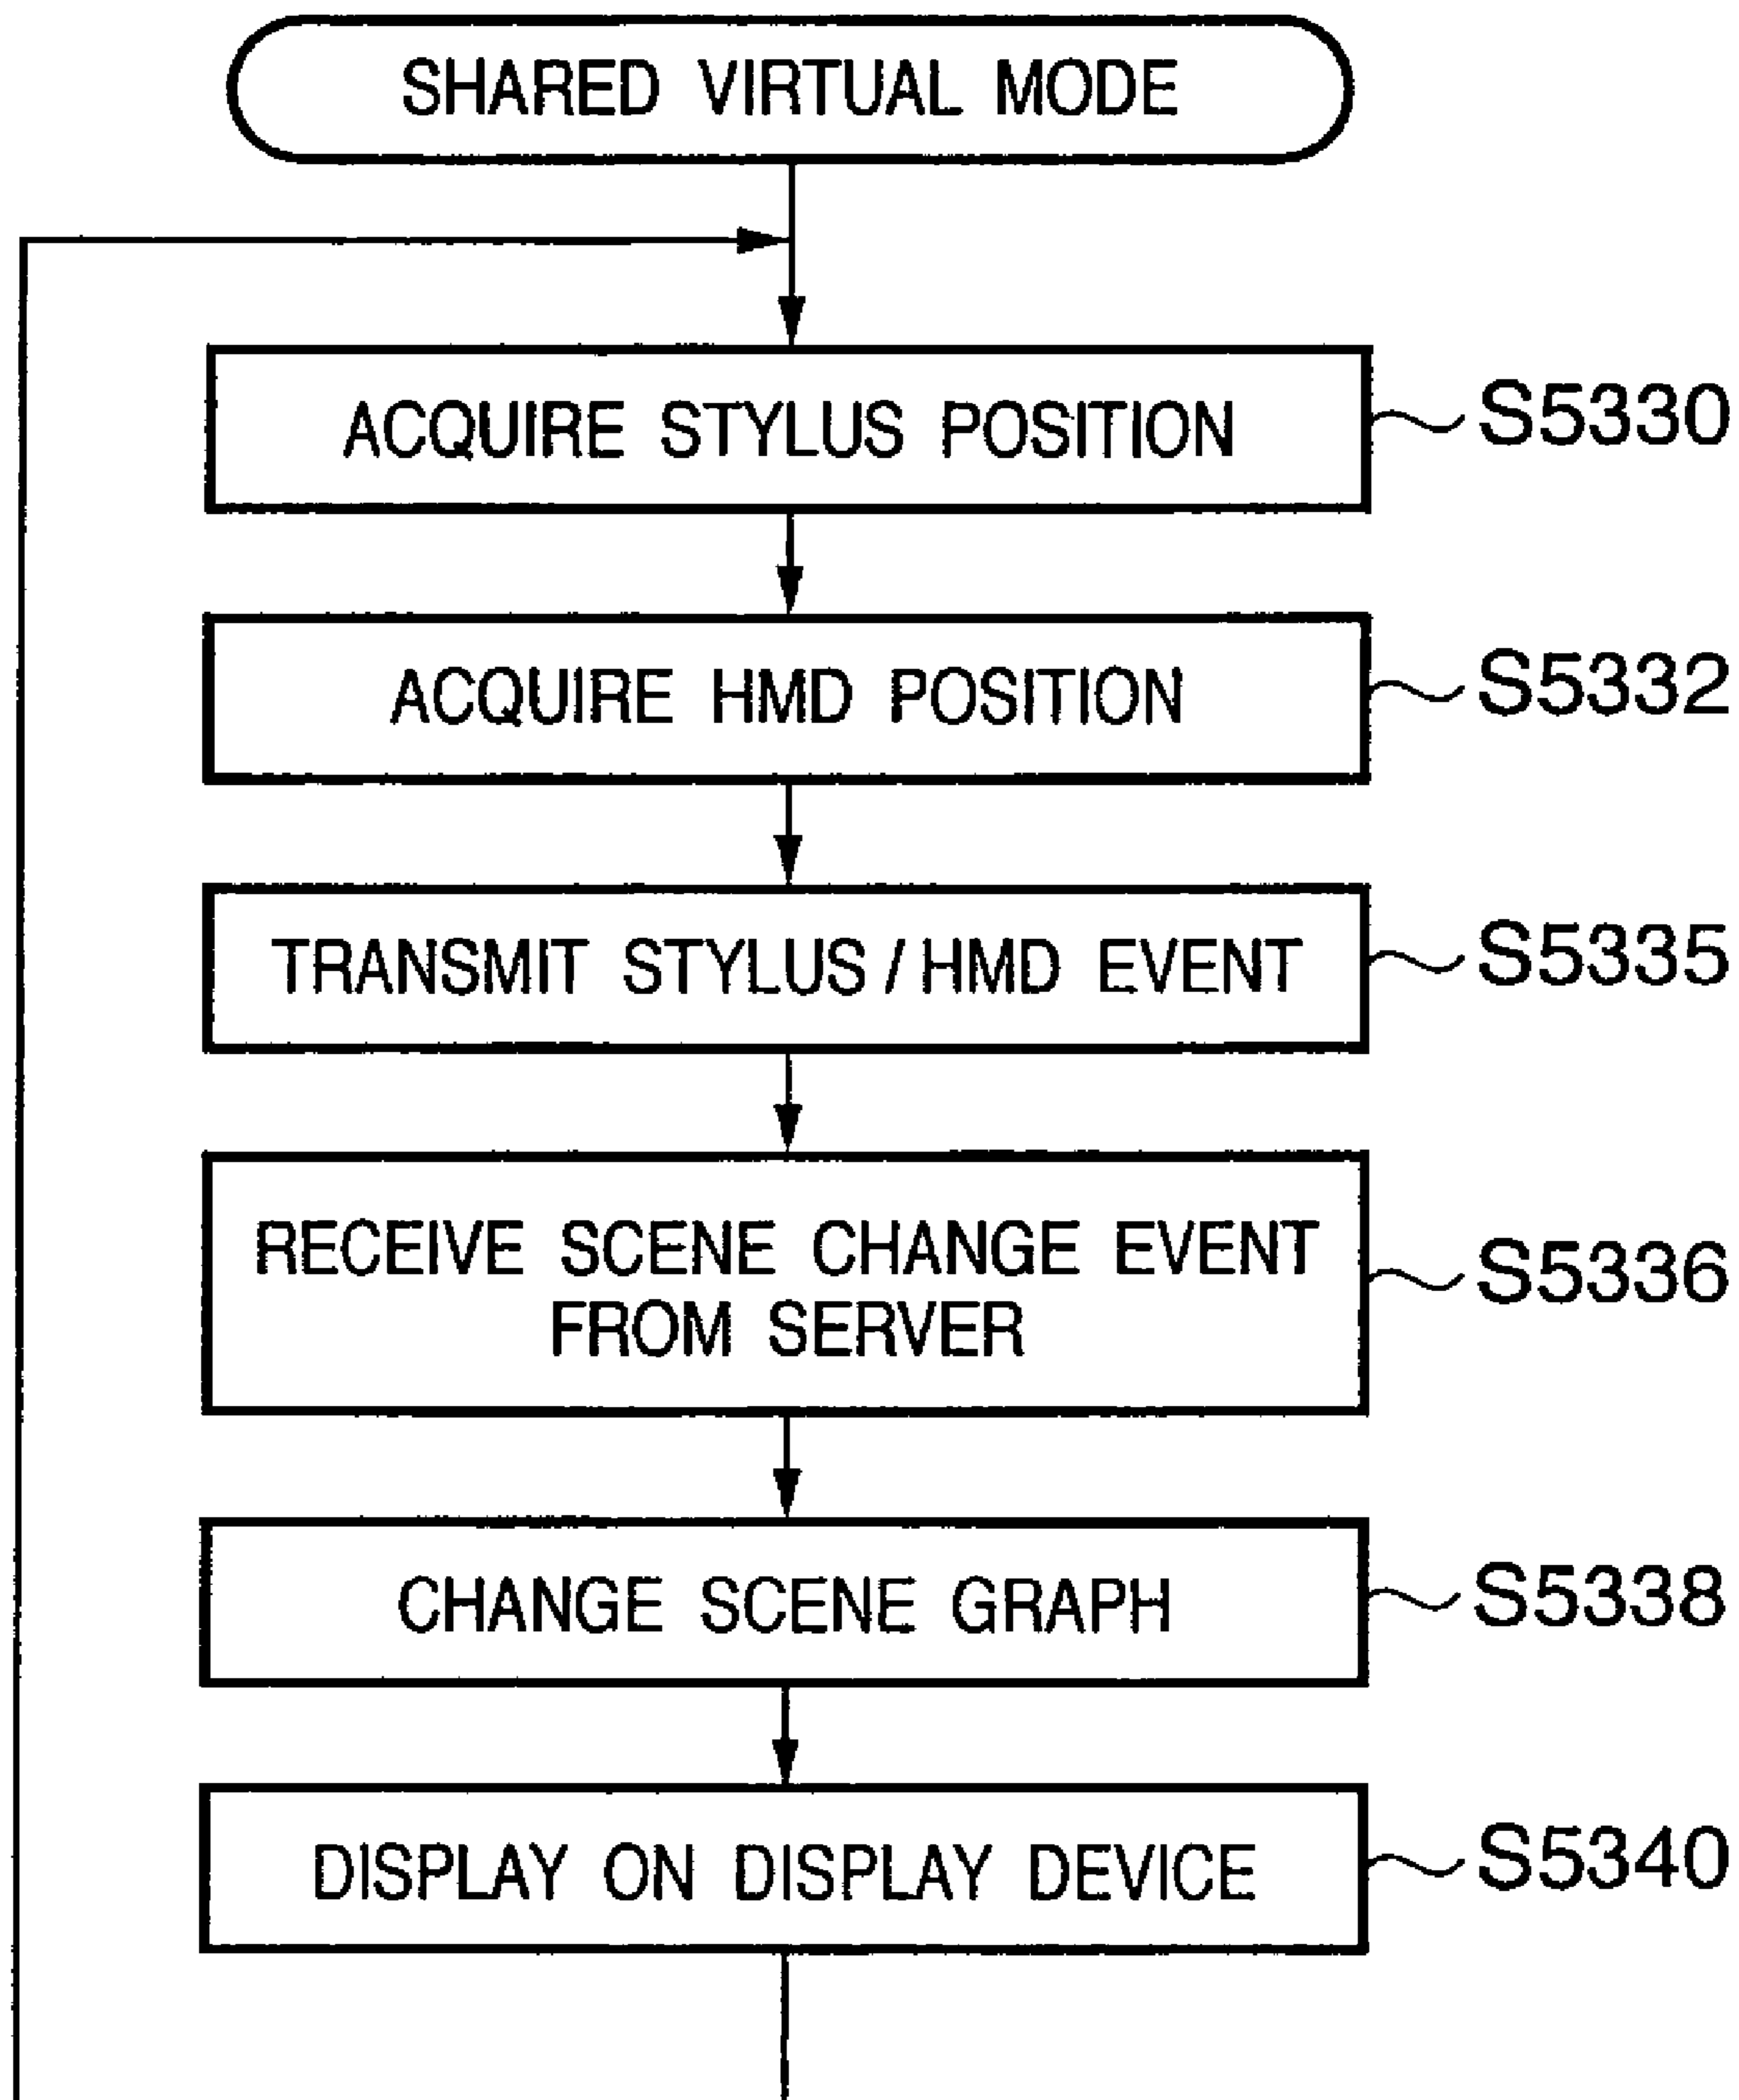 SHARED VIRTUAL MODE
ACQUIRE STYLUS POSITION
S5330
ACQUIRE HMD POSITION
S5332
TRANSMIT STYLUS / HMD EVENT
S5335
RECEIVE SCENE CHANGE EVENT
FROM SERVER
S5336
CHANGE SCENE GRAPH
S5338
DISPLAY ON DISPLAY DEVICE
S5340